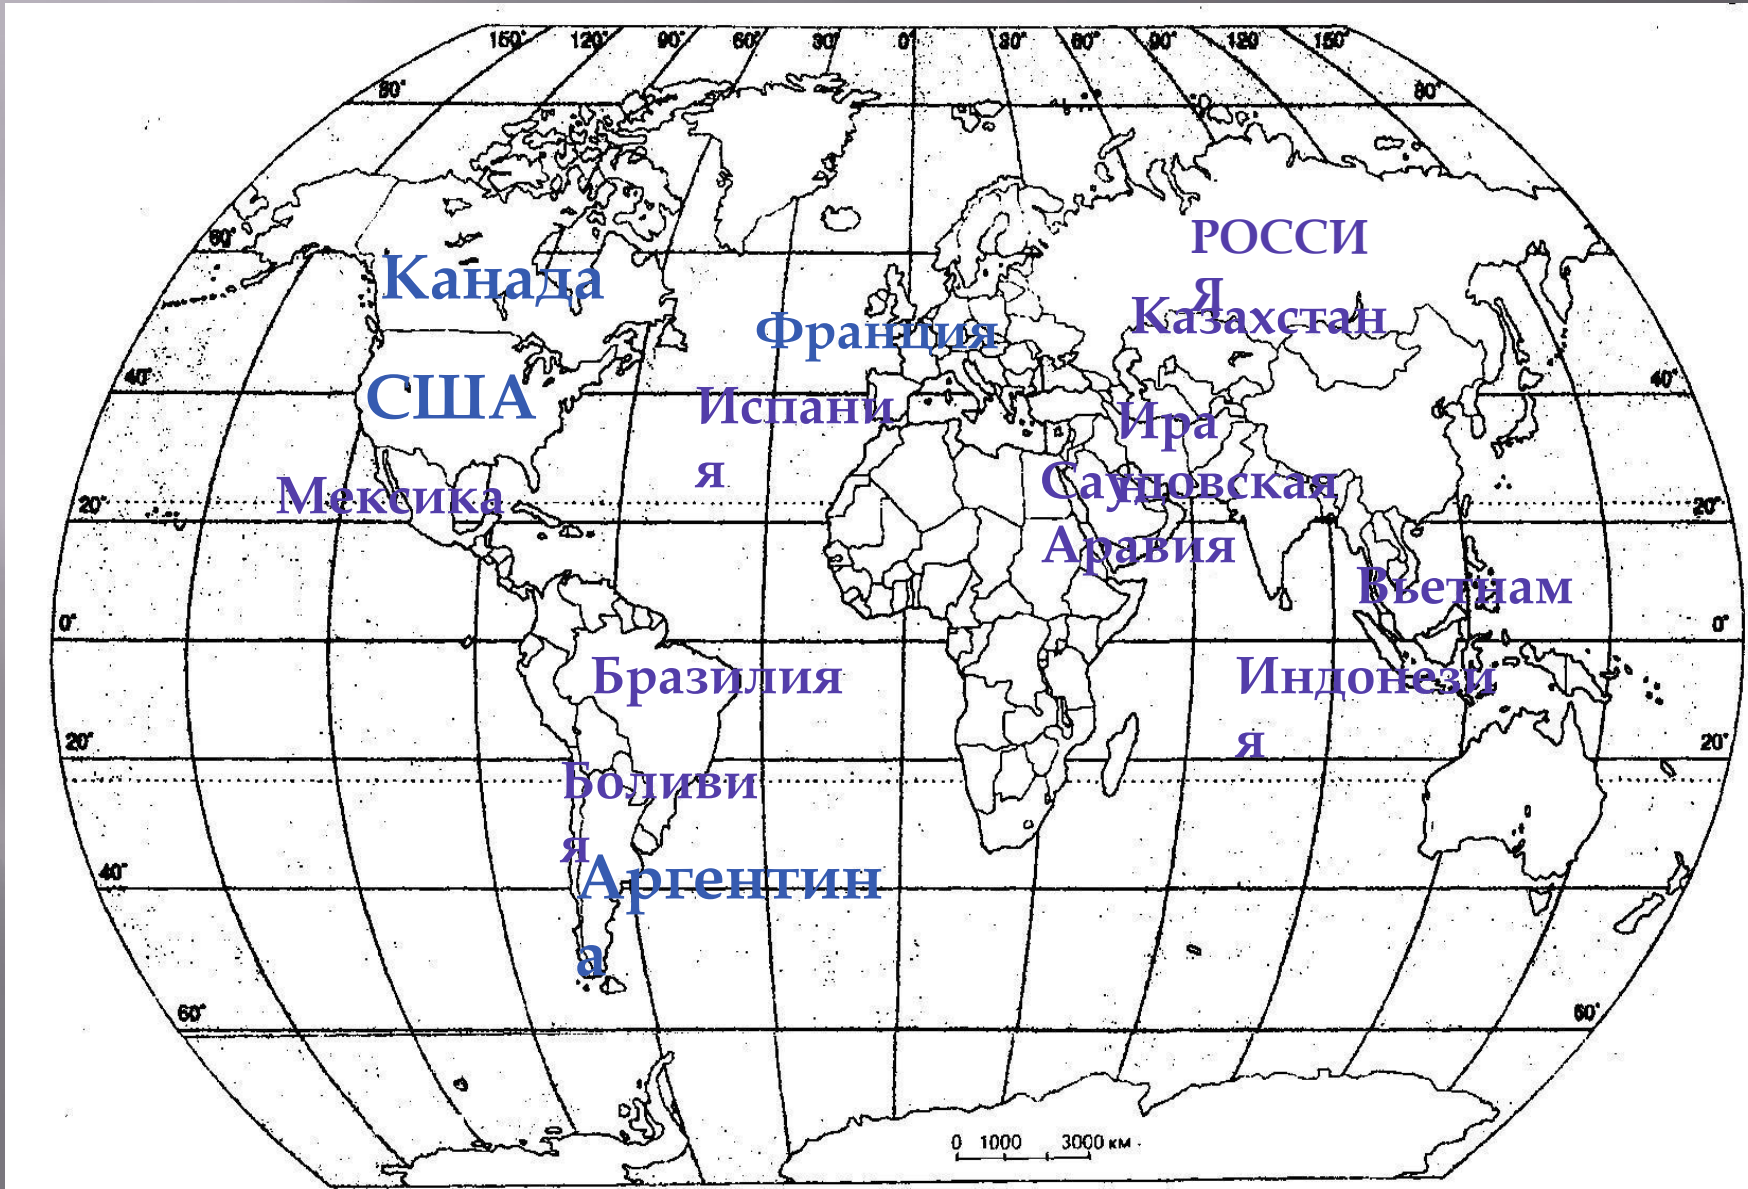 150° 120° 90° 60° 30° 0° 30° 60° 90° 120 150°
80° 80°
60°
РОССИ
Я
Канада
Казахстан
Франция
40° 40°
США
Испани
я
Ира
н
Мексика
Саудовская
Аравия
20° 20°
Вьетнам
0° 0°
Бразилия
Индонези
я
20° 20°
Боливи
я
Аргентин
а
40°
60° 60°
0 1000 3000 км